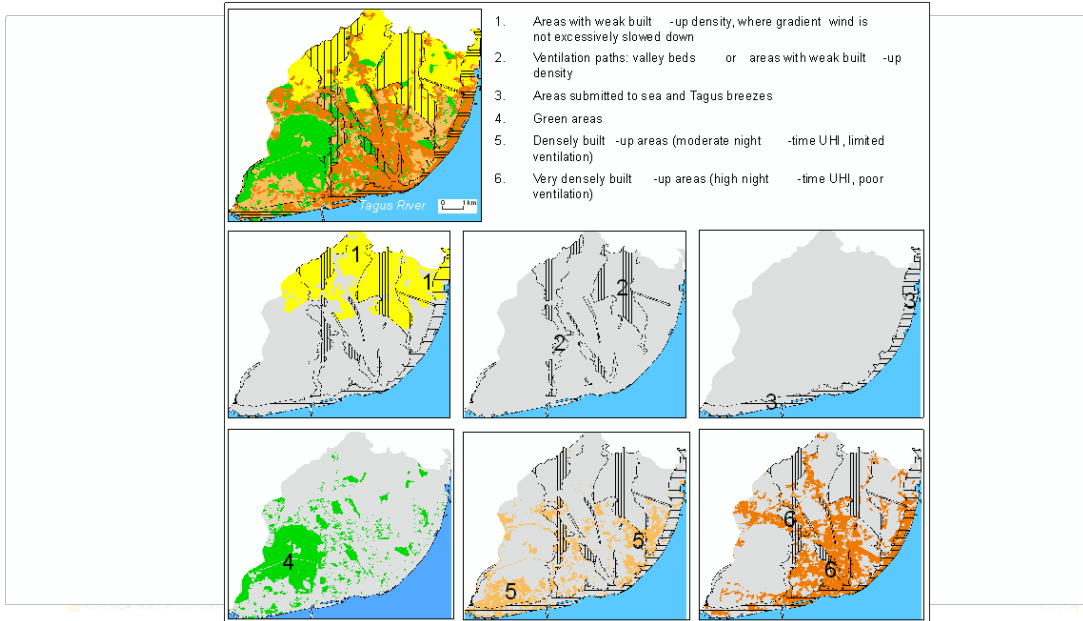 1. Areas with weak built -up density, where gradient wind is
not excessively slowed down
2. Ventilation paths: valley beds or areas with weak built -up
density
3. Areas submitted to sea and Tagus breezes
4. Green areas
5. Densely built -up areas (moderate night -time UHI, limited
ventilation)
6. Very densely built -up areas (high night -time UHI, poor
ventilation)
Tagus River
0 1 km
1
1
2
2
3
3
4
5
5
6
6